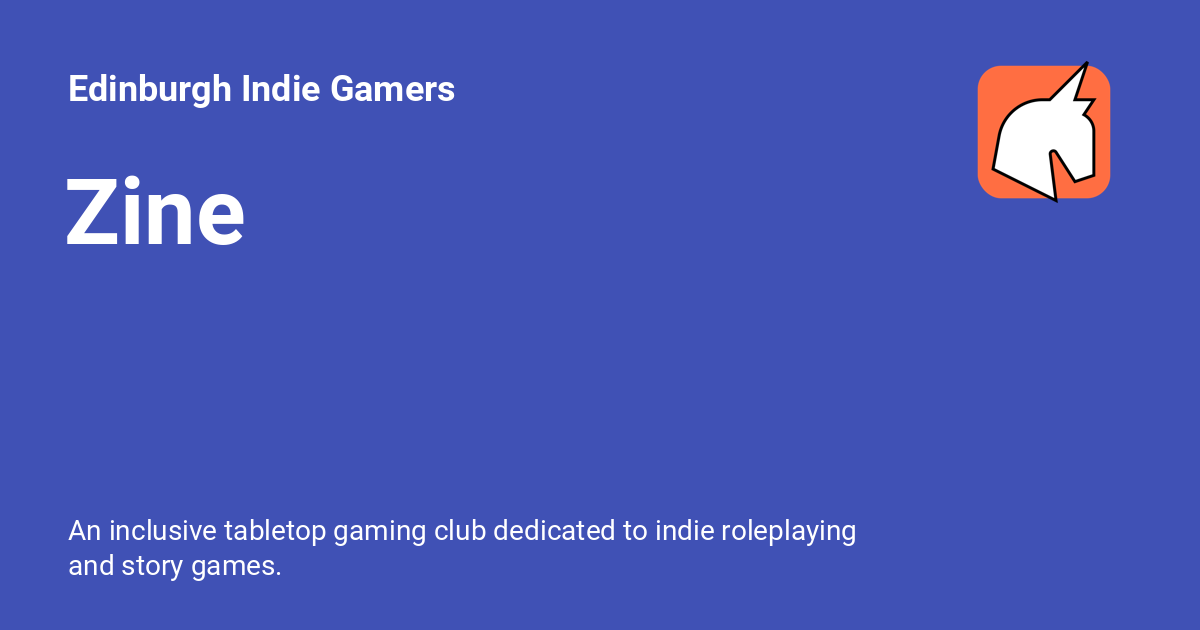 Edinburgh Indie Gamers
Zine
An inclusive tabletop gaming club dedicated to indie roleplaying
and story games.